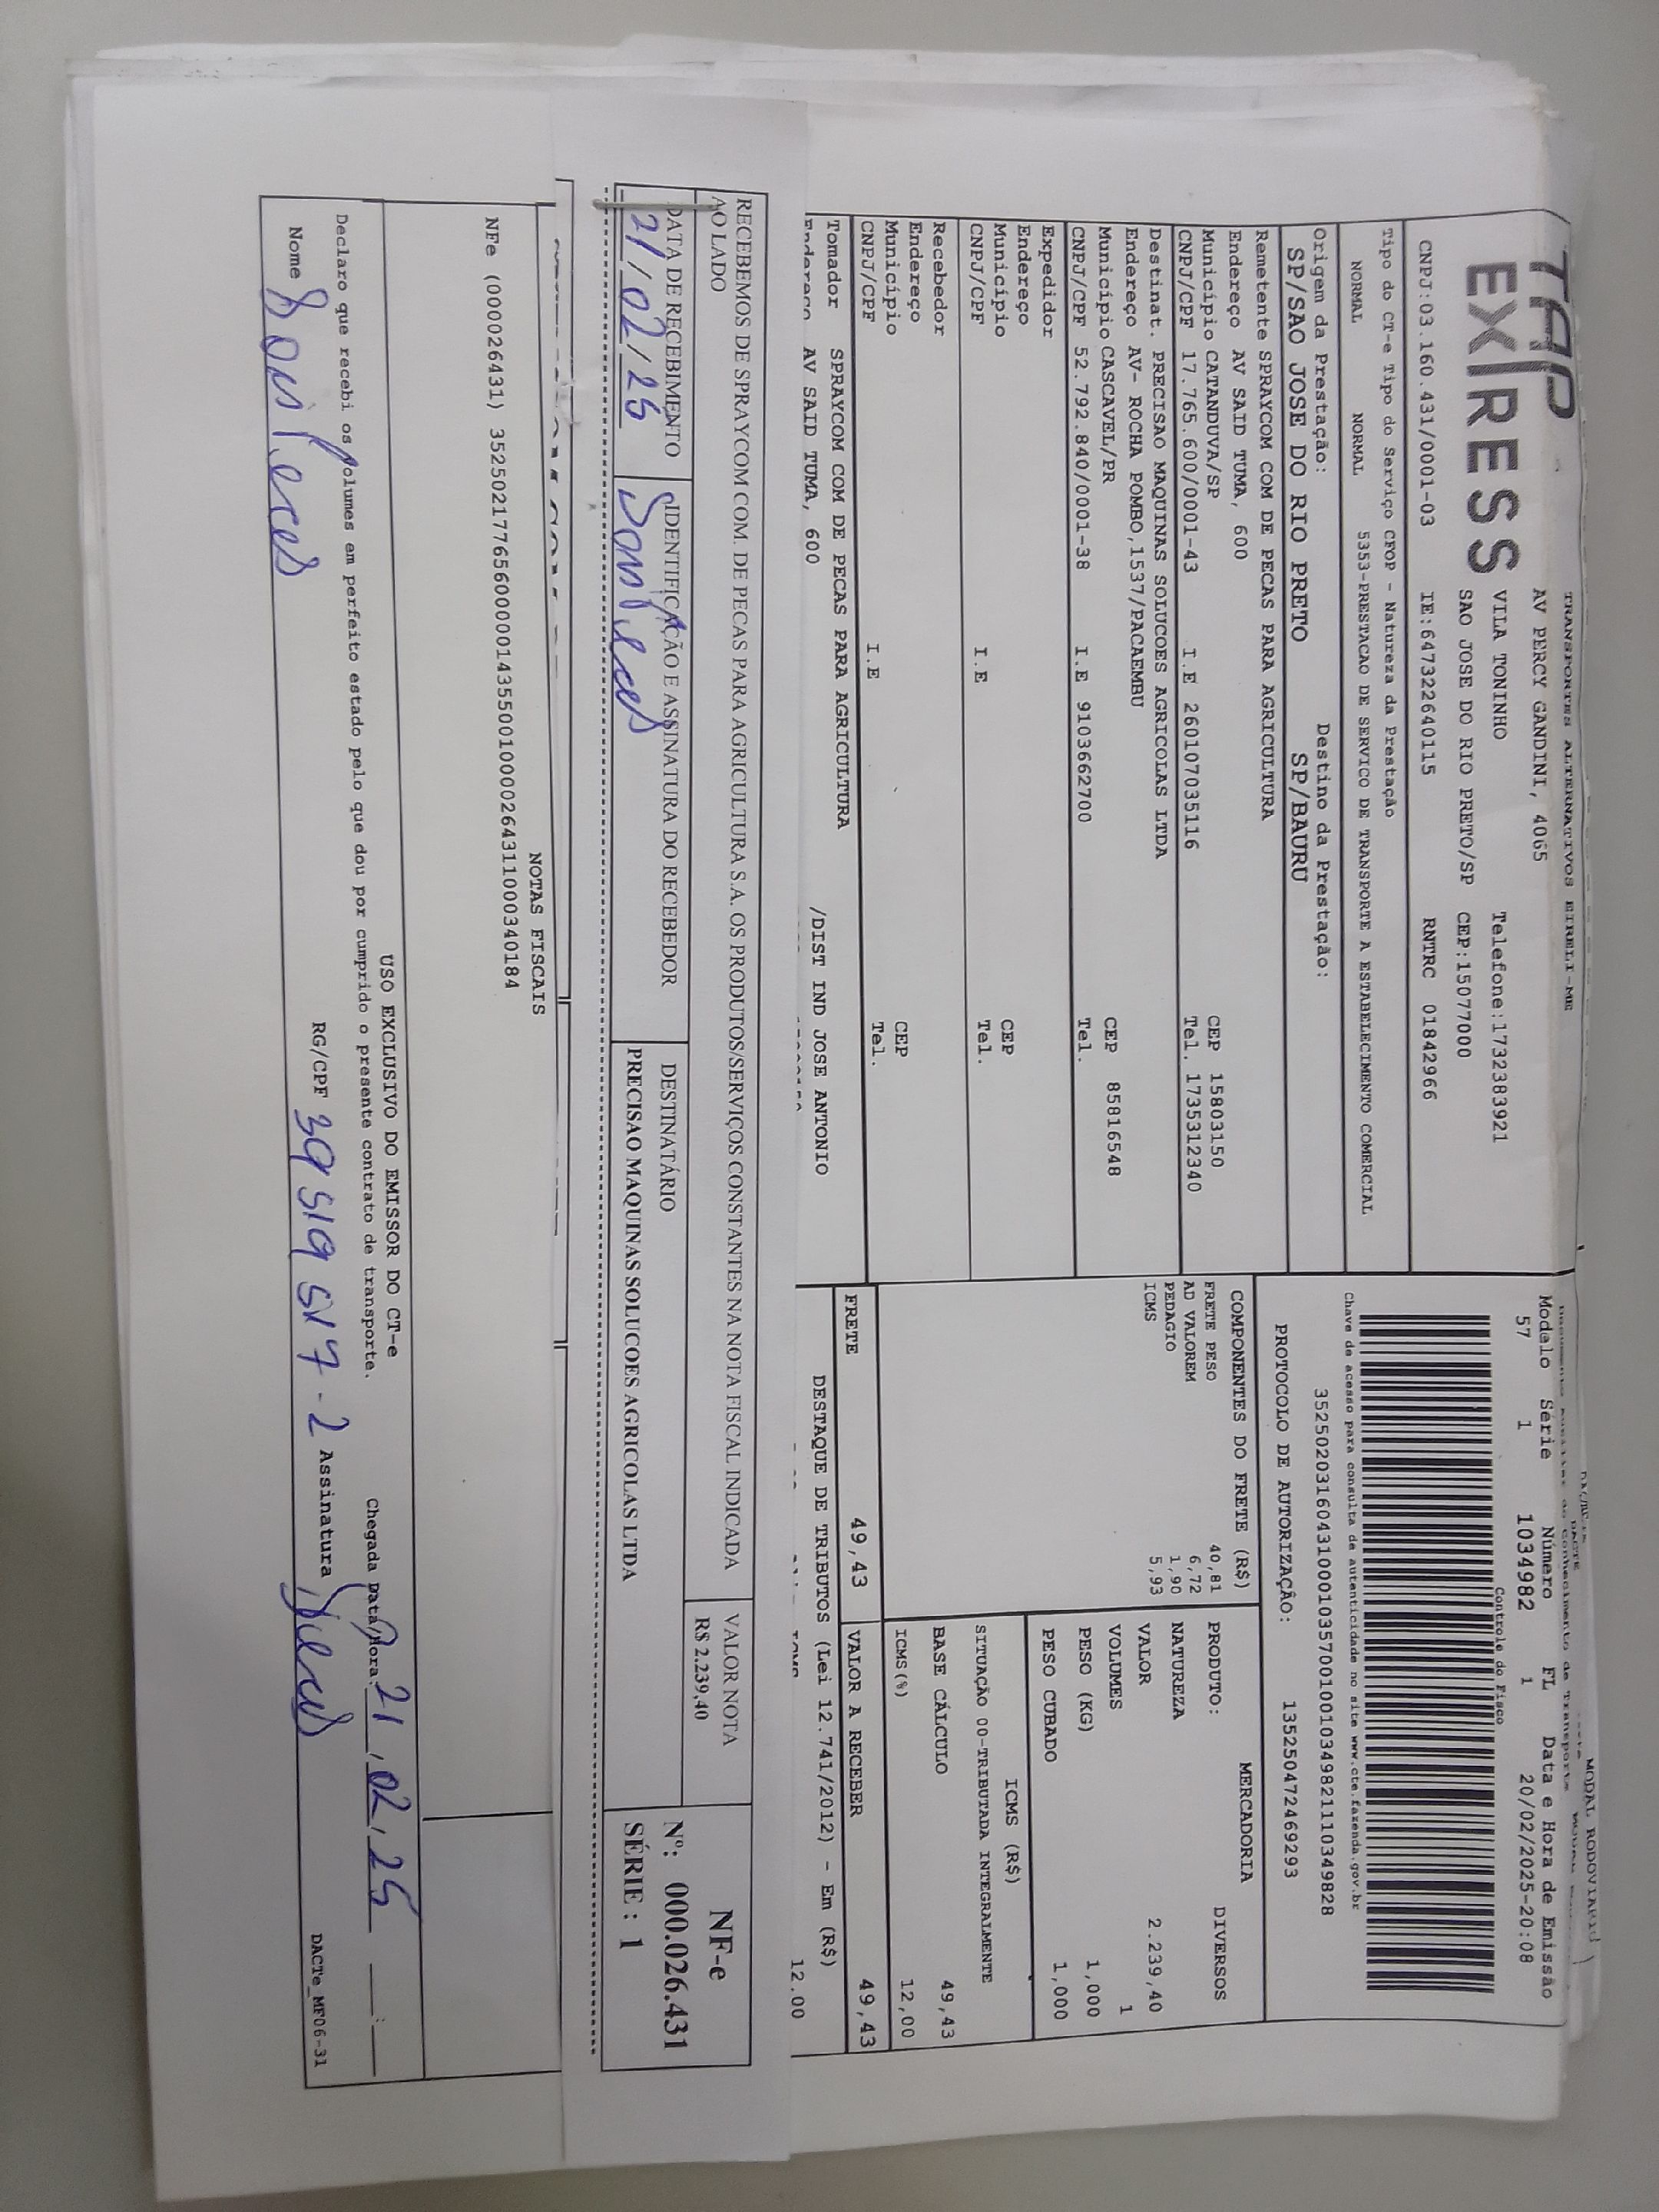 TAP
EXPRESS
TRANSPORTES ALTERNATIVOS EIRELI-ME
AV PERCY GANDINI, 4065
VILA TONINHO Telefone:1732383921
SAO JOSE DO RIO PRETO/SP CEP:15077000
CNPJ:03.160.431/0001-03 IE:647322640115 RNTRC 01842966
Tipo do CT-e Tipo do Serviço CFOP - Natureza da Prestação
NORMAL NORMAL 5353-PRESTACAO DE SERVICO DE TRANSPORTE A ESTABELECIMENTO COMERCIAL
Origem da Prestação: Destino da Prestação:
SP/SAO JOSE DO RIO PRETO SP/BAURU
Remetente SPRAYCOM COM DE PECAS PARA AGRICULTURA
Endereço AV SAID TUMA, 600
Município CATANDUVA/SP CEP 15803150
CNPJ/CPF 17.765.600/0001-43 I.E 260107035116 Tel. 1735312340
Destinat. PRECISAO MAQUINAS SOLUCOES AGRICOLAS LTDA
Endereço AV- ROCHA POMBO,1537/PACAEMBU
Município CASCAVEL/PR CEP 85816548
CNPJ/CPF 52.792.840/0001-38 I.E 9103662700 Tel.
Expedidor
Endereço
Município CEP
CNPJ/CPF I.E Tel.
Recebedor
Endereço
Município CEP
CNPJ/CPF I.E Tel.
Tomador SPRAYCOM COM DE PECAS PARA AGRICULTURA
Endereço AV SAID TUMA, 600 /DIST IND JOSE ANTONIO
MODAL RODOVIARIO
DACTE
Modalo Série Número FL Data e Hora de Emissão
57 1 1034982 1 20/02/2025-20:08
Controle do Fisco
Chave de acesso para consulta de autenticidade no site www.cte.fazenda.gov.br
35250203160431000103570010010349821110349828
PROTOCOLO DE AUTORIZAÇÃO: 135250472469293
COMPONENTES DO FRETE (R$)
FRETE PESO 40,81
AD VALOREM 6,72
PEDAGIO 1,90
ICMS 5,93
MERCADORIA
PRODUTO: DIVERSOS
NATUREZA
VALOR 2.239,40
VOLUMES 1
PESO (KG) 1,000
PESO CUBADO 1,000
ICMS (R$)
SITUAÇÃO 00-TRIBUTADA INTEGRALMENTE
BASE CÁLCULO 49,43
ICMS(%) 12,00
FRETE 49,43 VALOR A RECEBER 49,43
DESTAQUE DE TRIBUTOS (Lei 12.741/2012) - Em (R$)
12.00
RECEBEMOS DE SPRAYCOM COM. DE PECAS PARA AGRICULTURA S.A. OS PRODUTOS/SERVIÇOS CONSTANTES NA NOTA FISCAL INDICADA
AO LADO
VALOR NOTA
R$ 2.239,40
NF-e
Nº: 000.026.431
SÉRIE : 1
DATA DE RECEBIMENTO IDENTIFICAÇÃO E ASSINATURA DO RECEBEDOR DESTINATÁRIO
21/02/25 PRECISAO MAQUINAS SOLUCOES AGRICOLAS LTDA
NOTAS FISCAIS
NFe (000026431) 35250217765600000143550010000264311000340184
USO EXCLUSIVO DO EMISSOR DO CT-e
Declaro que recebi os volumes em perfeito estado pelo que dou por cumprido o presente contrato de transporte. Chegada Data/Hora: 21,02,25 __:__
Nome RG/CPF Assinatura
DACTe_MF06-31